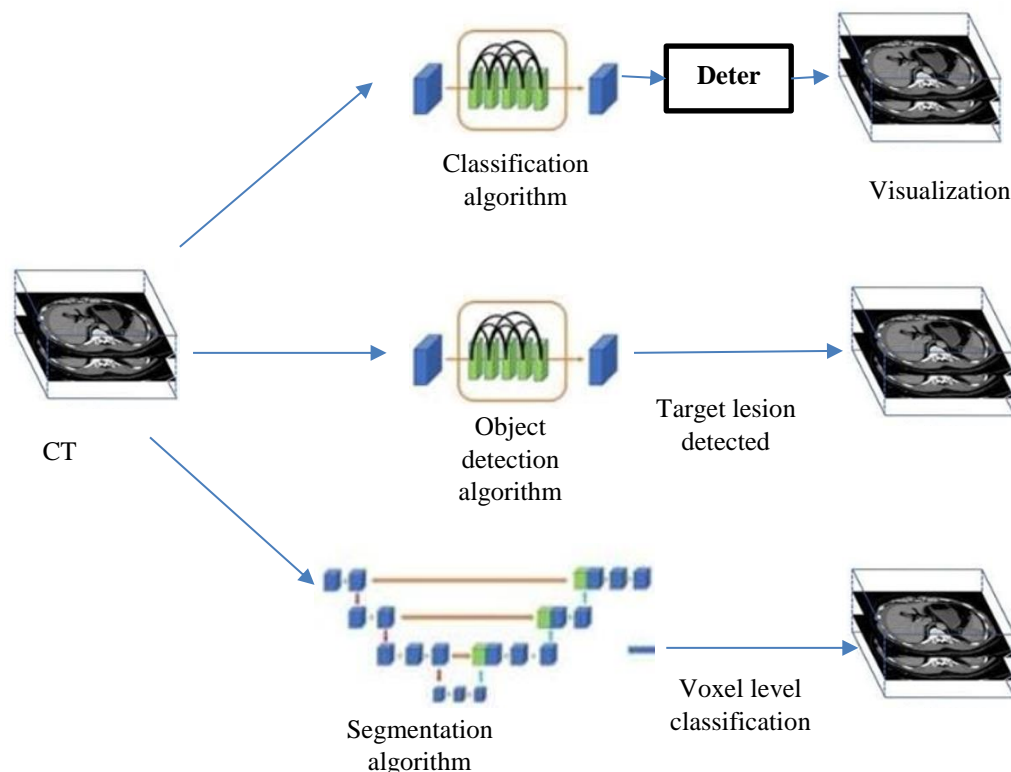 Deter
Classification
algorithm
Visualization
CT
Object
detection
algorithm
Target lesion
detected
Segmentation
algorithm
Voxel level
classification